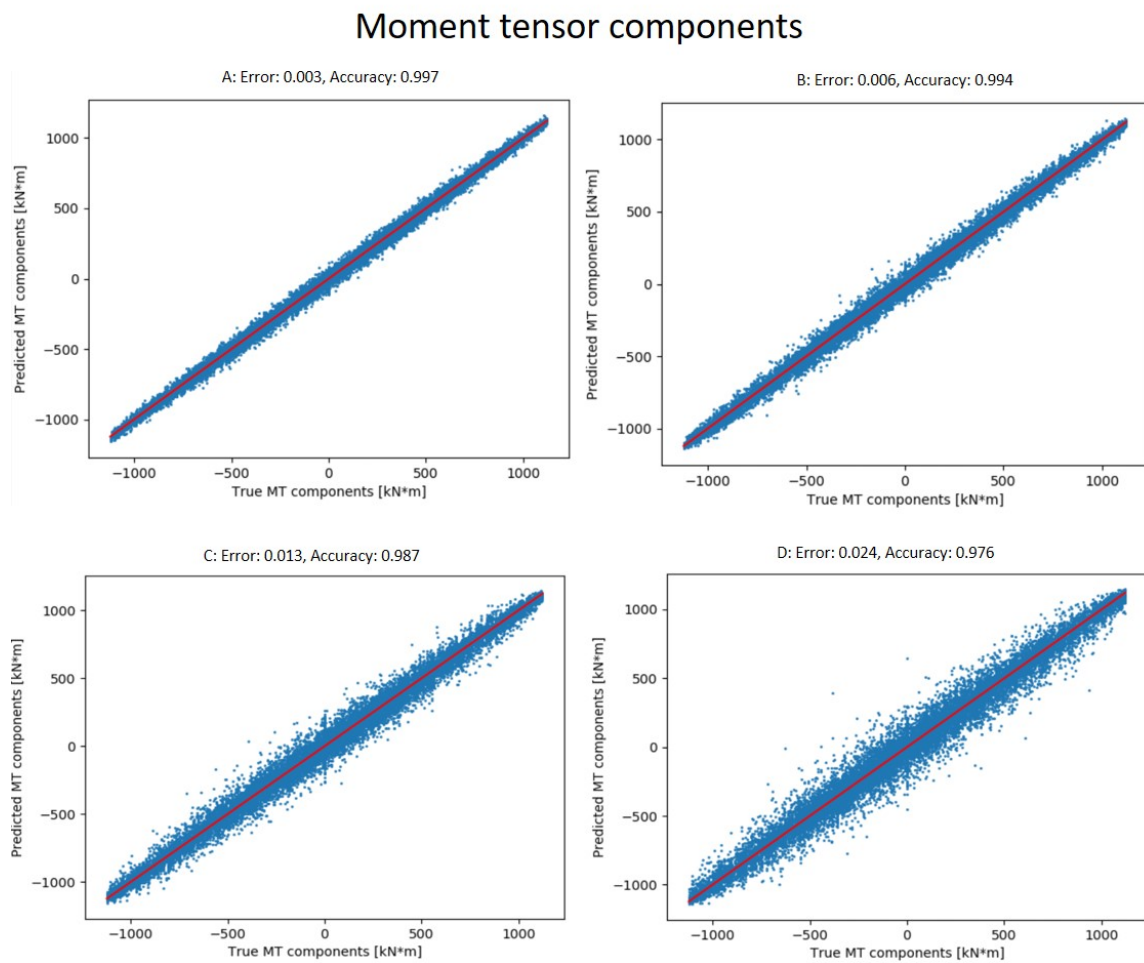 Moment tensor components
A: Error: 0.003, Accuracy: 0.997
1000
500
0
−500
−1000
Predicted MT components [kN*m]
−1000 −500 0 500 1000
True MT components [kN*m]
B: Error: 0.006, Accuracy: 0.994
1000
500
0
−500
−1000
Predicted MT components [kN*m]
−1000 −500 0 500 1000
True MT components [kN*m]
C: Error: 0.013, Accuracy: 0.987
1000
500
0
−500
−1000
Predicted MT components [kN*m]
−1000 −500 0 500 1000
True MT components [kN*m]
D: Error: 0.024, Accuracy: 0.976
1000
500
0
−500
−1000
Predicted MT components [kN*m]
−1000 −500 0 500 1000
True MT components [kN*m]